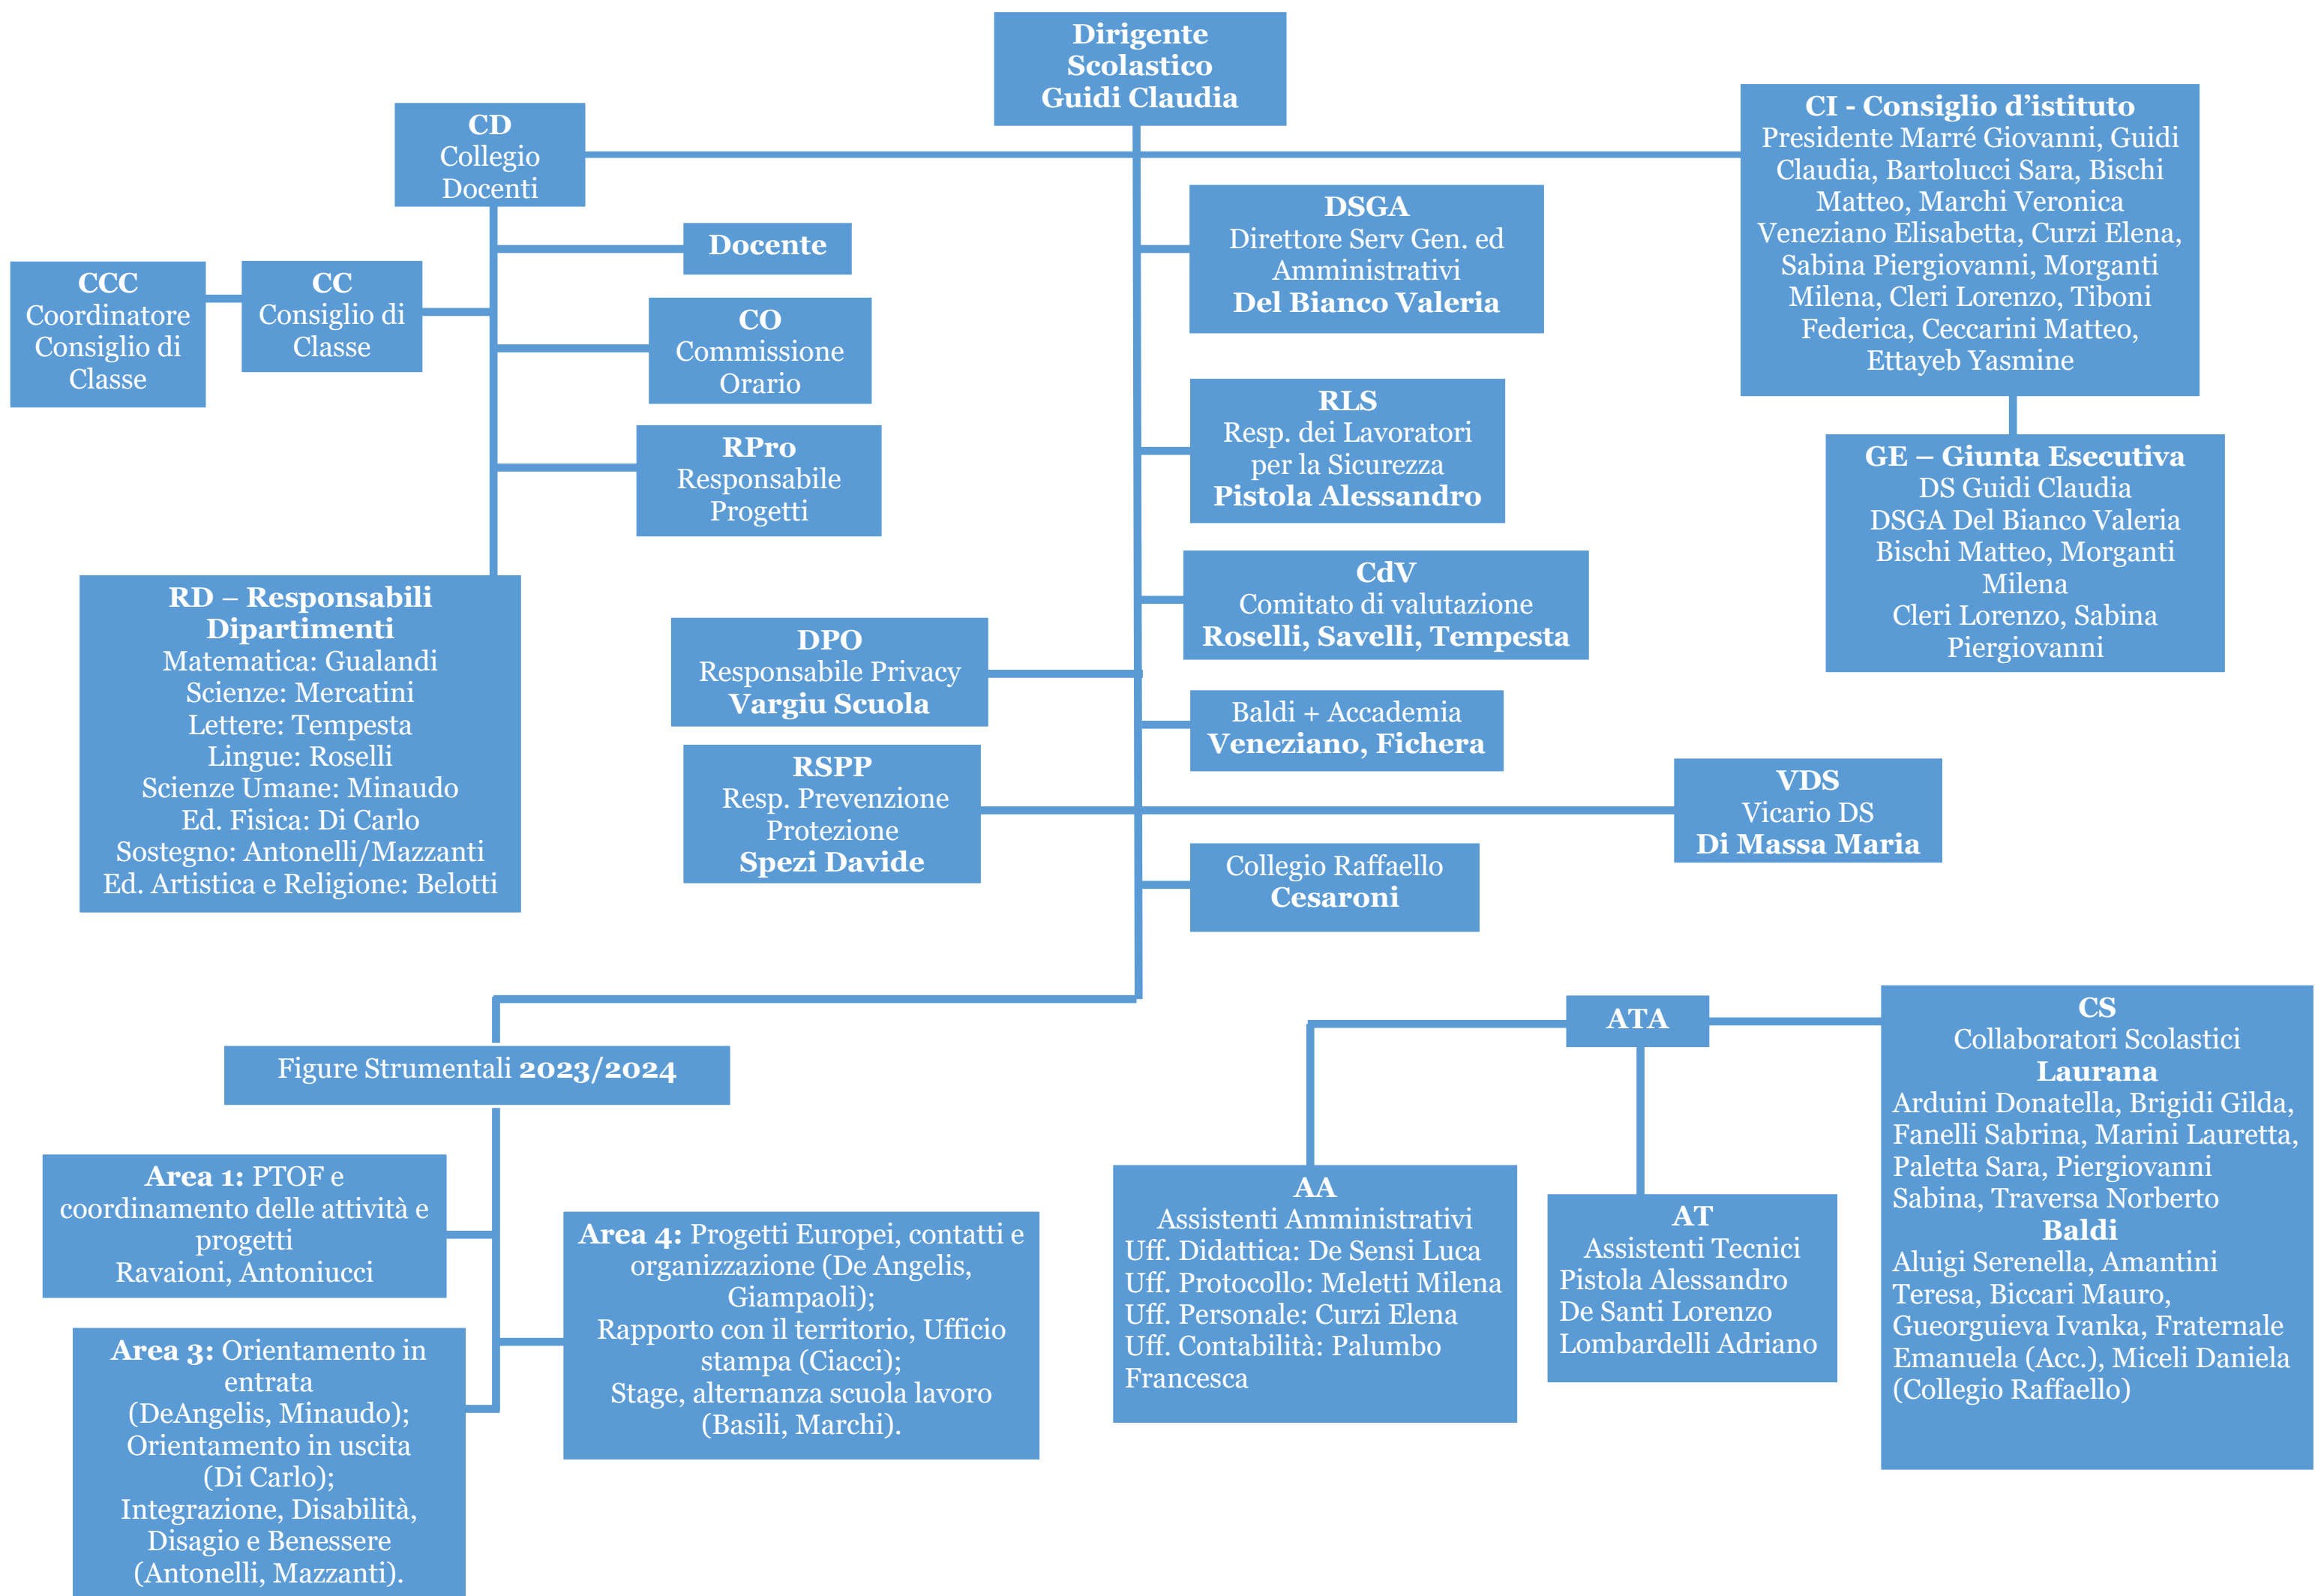 Dirigente
Scolastico
Guidi Claudia
CD
Collegio
Docenti
CI - Consiglio d’istituto
Presidente Marré Giovanni, Guidi
Claudia, Bartolucci Sara, Bischi
Matteo, Marchi Veronica
Veneziano Elisabetta, Curzi Elena,
Sabina Piergiovanni, Morganti
Milena, Cleri Lorenzo, Tiboni
Federica, Ceccarini Matteo,
Ettayeb Yasmine
DSGA
Direttore Serv Gen. ed
Amministrativi
Del Bianco Valeria
Docente
CCC
Coordinatore
Consiglio di
Classe
CC
Consiglio di
Classe
CO
Commissione
Orario
RLS
Resp. dei Lavoratori
per la Sicurezza
Pistola Alessandro
RPro
Responsabile
Progetti
GE – Giunta Esecutiva
DS Guidi Claudia
DSGA Del Bianco Valeria
Bischi Matteo, Morganti
Milena
Cleri Lorenzo, Sabina
Piergiovanni
CdV
Comitato di valutazione
Roselli, Savelli, Tempesta
RD – Responsabili
Dipartimenti
Matematica: Gualandi
Scienze: Mercatini
Lettere: Tempesta
Lingue: Roselli
Scienze Umane: Minaudo
Ed. Fisica: Di Carlo
Sostegno: Antonelli/Mazzanti
Ed. Artistica e Religione: Belotti
DPO
Responsabile Privacy
Vargiu Scuola
Baldi + Accademia
Veneziano, Fichera
RSPP
Resp. Prevenzione
Protezione
Spezi Davide
VDS
Vicario DS
Di Massa Maria
Collegio Raffaello
Cesaroni
Figure Strumentali 2023/2024
Area 1: PTOF e
coordinamento delle attività e
progetti
Ravaioni, Antoniucci
Area 4: Progetti Europei, contatti e
organizzazione (De Angelis,
Giampaoli);
Rapporto con il territorio, Ufficio
stampa (Ciacci);
Stage, alternanza scuola lavoro
(Basili, Marchi).
Area 3: Orientamento in
entrata
(DeAngelis, Minaudo);
Orientamento in uscita
(Di Carlo);
Integrazione, Disabilità,
Disagio e Benessere
(Antonelli, Mazzanti).
ATA
AA
Assistenti Amministrativi
Uff. Didattica: De Sensi Luca
Uff. Protocollo: Meletti Milena
Uff. Personale: Curzi Elena
Uff. Contabilità: Palumbo
Francesca
AT
Assistenti Tecnici
Pistola Alessandro
De Santi Lorenzo
Lombardelli Adriano
CS
Collaboratori Scolastici
Laurana
Arduini Donatella, Brigidi Gilda,
Fanelli Sabrina, Marini Lauretta,
Paletta Sara, Piergiovanni
Sabina, Traversa Norberto
Baldi
Aluigi Serenella, Amantini
Teresa, Biccari Mauro,
Gueorguieva Ivanka, Fraternale
Emanuela (Acc.), Miceli Daniela
(Collegio Raffaello)